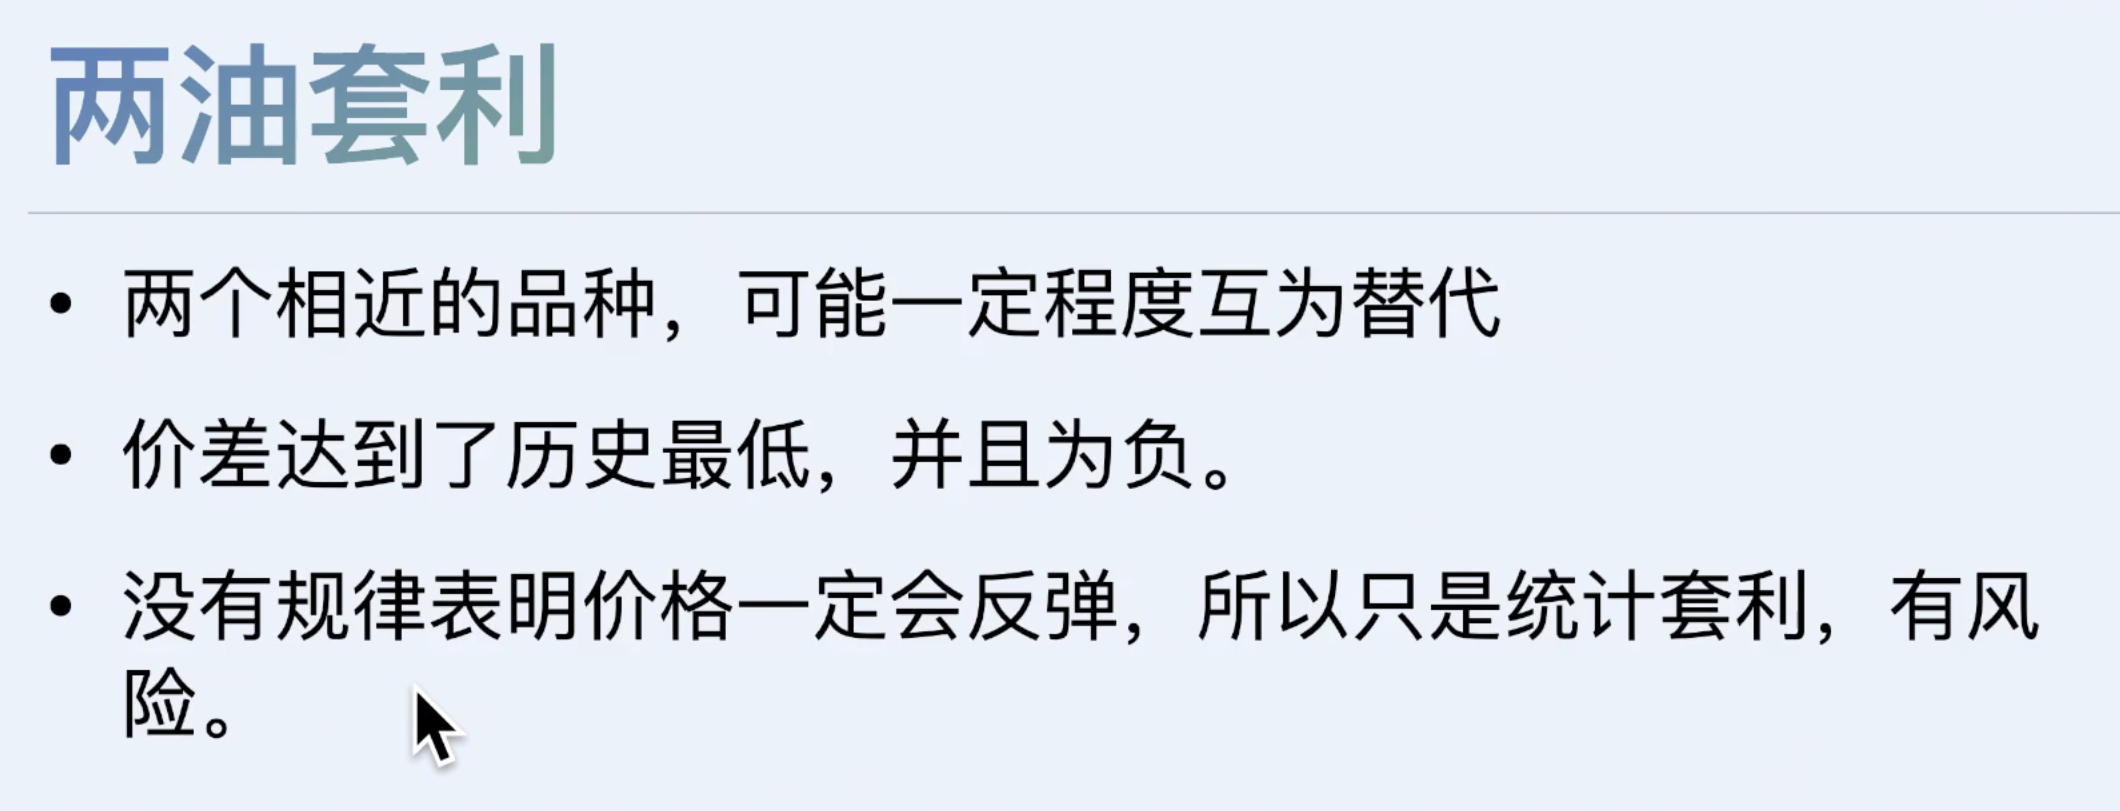 两油套利
• 两个相近的品种，可能一定程度互为替代
• 价差达到了历史最低，并且为负。
• 没有规律表明价格一定会反弹，所以只是统计套利，有风
险。